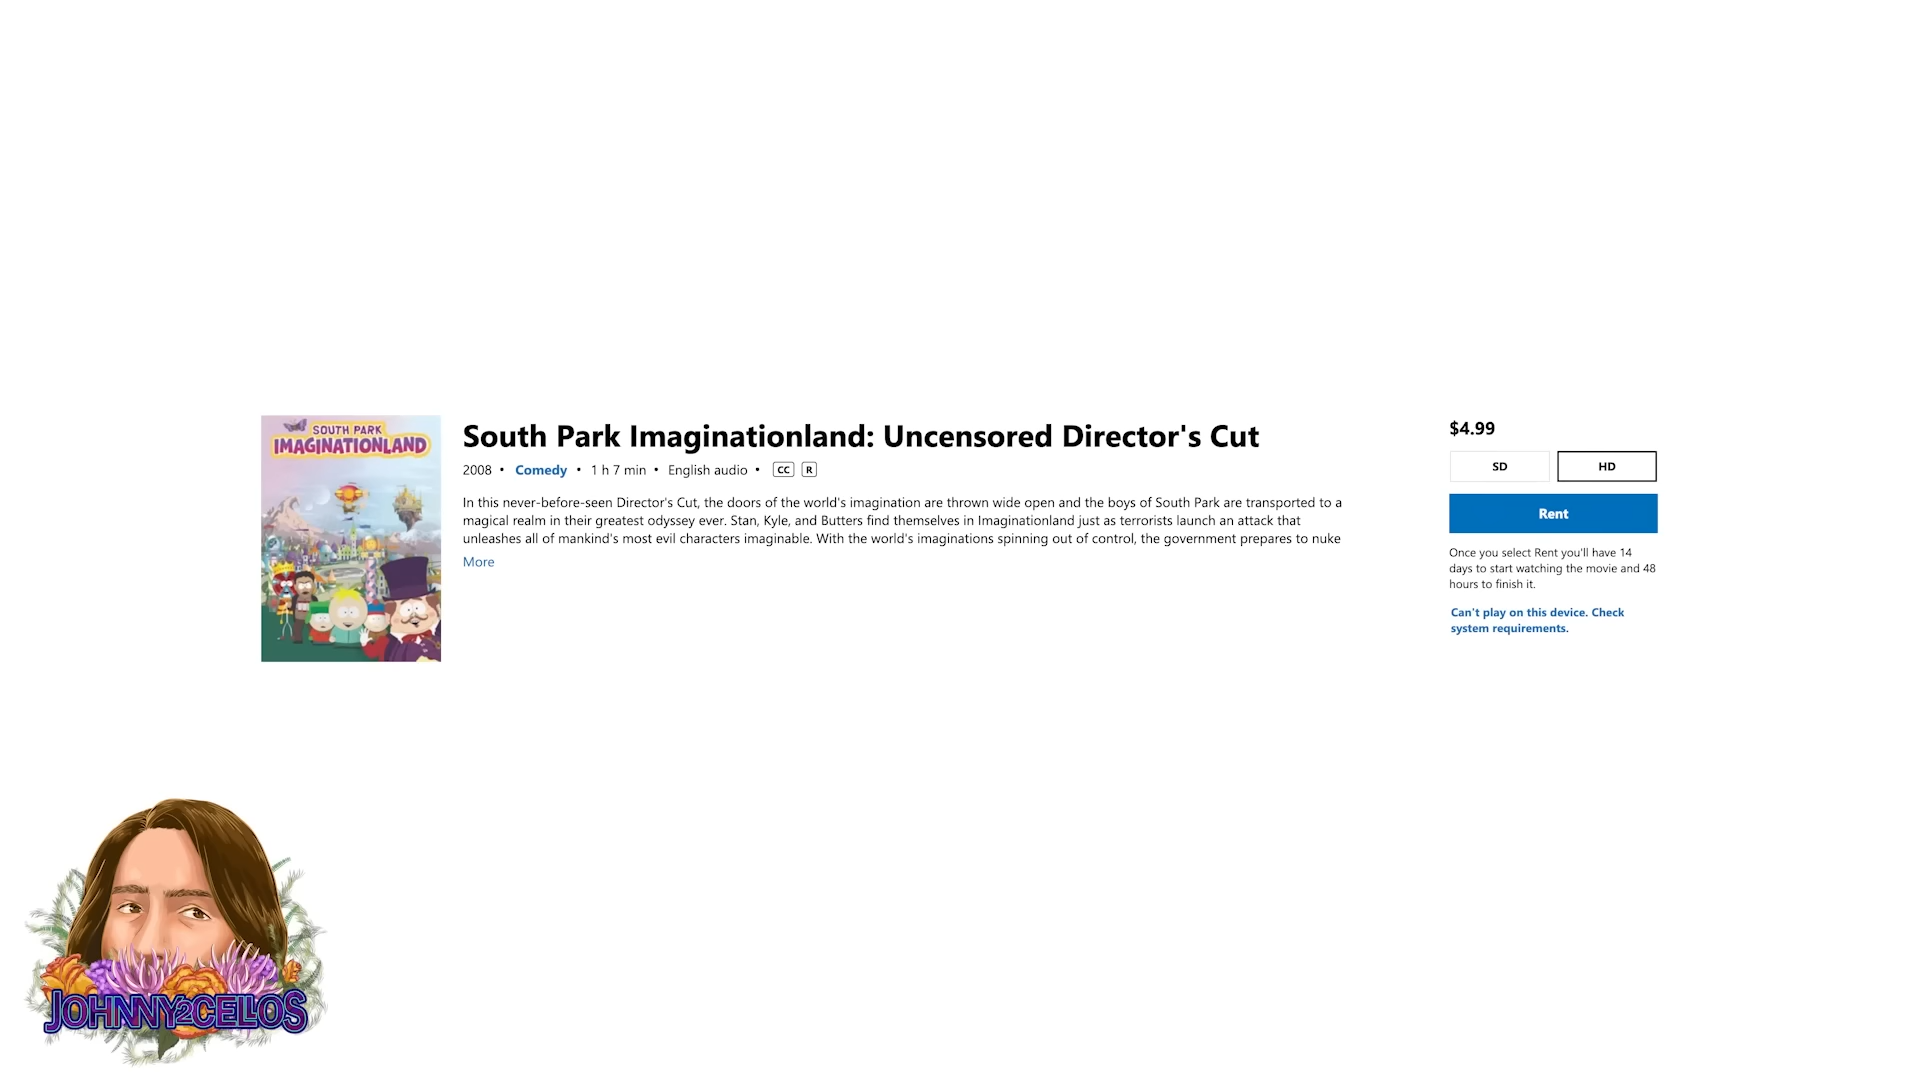 SOUTH PARK
IMAGINATIONLAND
South Park Imaginationland: Uncensored Director's Cut
2008 • Comedy • 1 h 7 min • English audio • CC R
In this never-before-seen Director's Cut, the doors of the world's imagination are thrown wide open and the boys of South Park are transported to a
magical realm in their greatest odyssey ever. Stan, Kyle, and Butters find themselves in Imaginationland just as terrorists launch an attack that
unleashes all of mankind's most evil characters imaginable. With the world's imaginations spinning out of control, the government prepares to nuke
More
$4.99
SD HD
Rent
Once you select Rent you'll have 14
days to start watching the movie and 48
hours to finish it.
Can't play on this device. Check
system requirements.
JOHNNY2CELLOS